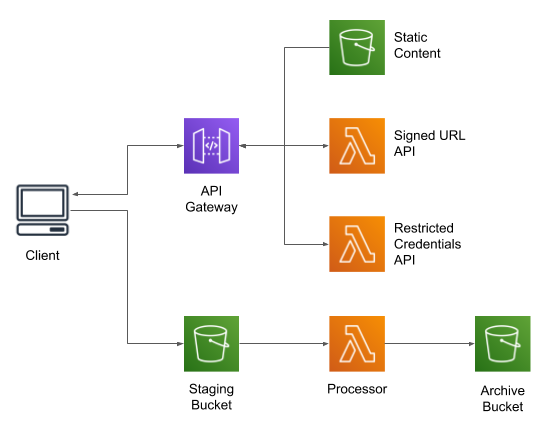 Static
Content
Signed URL
API
API
Gateway
Restricted
Credentials
API
Client
Staging
Bucket
Processor
Archive
Bucket